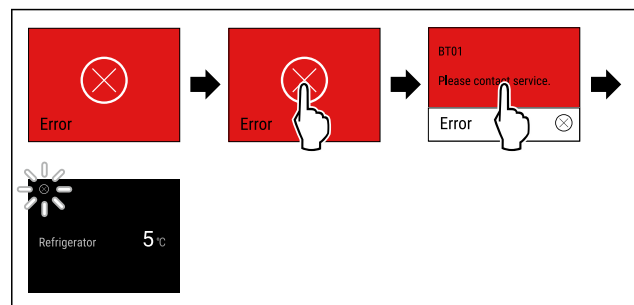 Error
Error
BT01
Please contact service.
Error
Refrigerator 5 °C